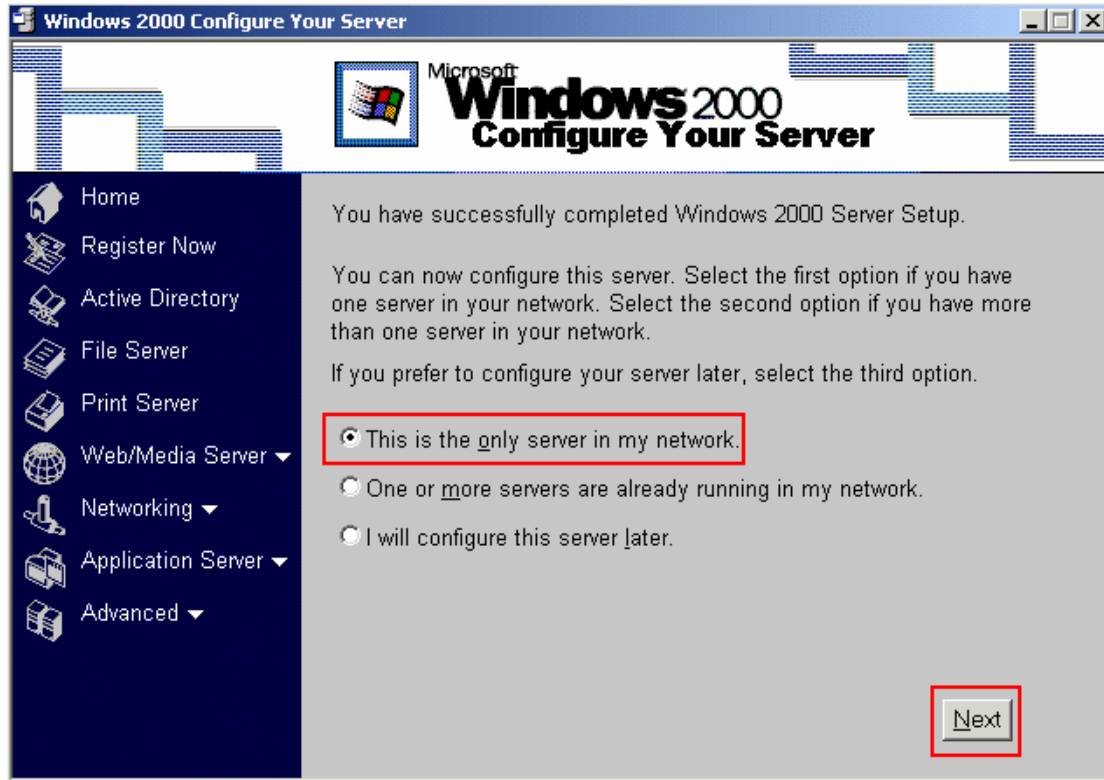 Windows 2000 Configure Your Server
Microsoft
Windows 2000
Configure Your Server
Home
Register Now
Active Directory
File Server
Print Server
Web/Media Server
Networking
Application Server
Advanced
You have successfully completed Windows 2000 Server Setup.
You can now configure this server. Select the first option if you have
one server in your network. Select the second option if you have more
than one server in your network.
If you prefer to configure your server later, select the third option.
This is the only server in my network.
One or more servers are already running in my network.
I will configure this server later.
Next